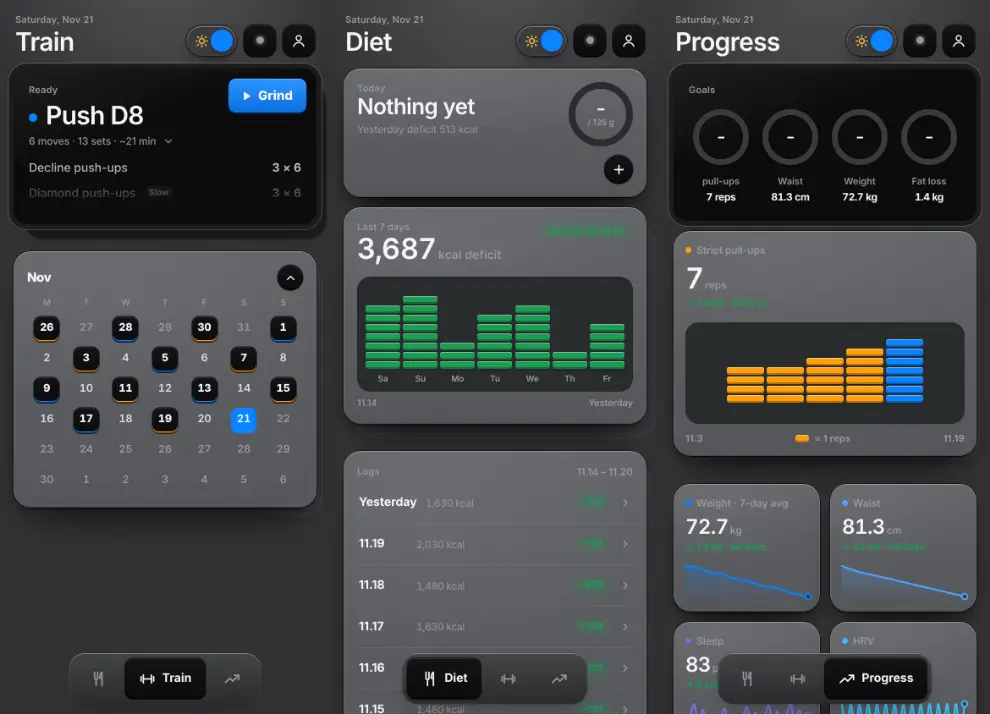 Saturday, Nov 21
Train
Ready
Push D8
Grind
6 moves · 13 sets · ~21 min
Decline push-ups 3 × 6
Diamond push-ups Slow 3 × 6
Nov
M T W T F S S
26 27 28 29 30 31 1
2 3 4 5 6 7 8
9 10 11 12 13 14 15
16 17 18 19 20 21 22
23 24 25 26 27 28 29
30 1 2 3 4 5 6
Train
Saturday, Nov 21
Diet
Today
Nothing yet
Yesterday deficit 513 kcal
-
/ 126 g
+
Last 7 days
3,687 kcal deficit
Sa Su Mo Tu We Th Fr
11.14 Yesterday
Logs 11.14 – 11.20
Yesterday 1,630 kcal
11.19 2,030 kcal
11.18 1,480 kcal
11.17 1,630 kcal
11.16
11.15 1,480 kcal
Diet
Saturday, Nov 21
Progress
Goals
- - - -
pull-ups Waist Weight Fat loss
7 reps 81.3 cm 72.7 kg 1.4 kg
Strict pull-ups
7 reps
11.3 = 1 reps 11.19
Weight · 7-day avg
72.7 kg
Waist
81.3 cm
Sleep
83
HRV
Progress